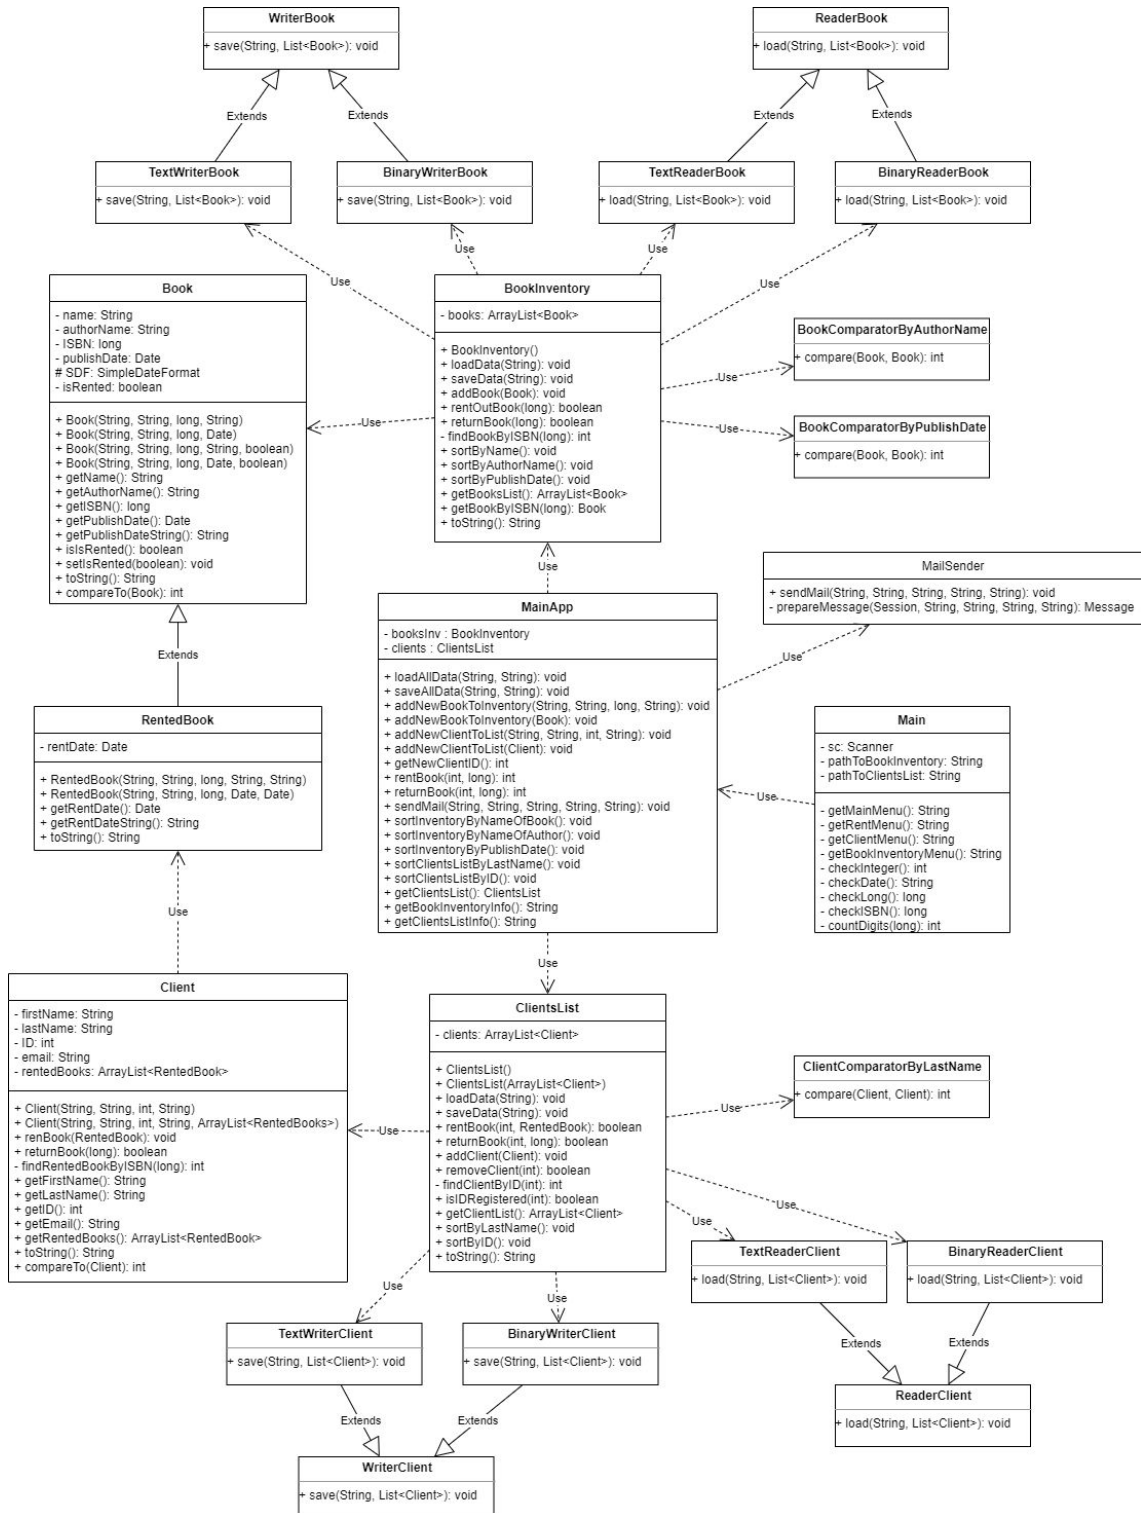 WriterBook
+ save(String, List<Book>): void
ReaderBook
+ load(String, List<Book>): void
Extends
Extends
Extends
Extends
TextWriterBook
+ save(String, List<Book>): void
BinaryWriterBook
+ save(String, List<Book>): void
TextReaderBook
+ load(String, List<Book>): void
BinaryReaderBook
+ load(String, List<Book>): void
Use
Use
Use
Use
Book
- name: String
- authorName: String
- ISBN: long
- publishDate: Date
# SDF: SimpleDateFormat
- isRented: boolean
+ Book(String, String, long, String)
+ Book(String, String, long, Date)
+ Book(String, String, long, String, boolean)
+ Book(String, String, long, Date, boolean)
+ getName(): String
+ getAuthorName(): String
+ getISBN(): long
+ getPublishDate(): Date
+ getPublishDateString(): String
+ isIsRented(): boolean
+ setIsRented(boolean): void
+ toString(): String
+ compareTo(Book): int
Use
BookInventory
- books: ArrayList<Book>
+ BookInventory()
+ loadData(String): void
+ saveData(String): void
+ addBook(Book): void
+ rentOutBook(long): boolean
+ returnBook(long): boolean
- findBookByISBN(long): int
+ sortByName(): void
+ sortByAuthorName(): void
+ sortByPublishDate(): void
+ getBooksList(): ArrayList<Book>
+ getBookByISBN(long): Book
+ toString(): String
Use
BookComparatorByAuthorName
+ compare(Book, Book): int
Use
BookComparatorByPublishDate
+ compare(Book, Book): int
Use
MailSender
+ sendMail(String, String, String, String, String): void
- prepareMessage(Session, String, String, String, String): Message
Extends
MainApp
- booksInv : BookInventory
- clients : ClientsList
+ loadAllData(String, String): void
+ saveAllData(String, String): void
+ addNewBookToInventory(String, String, long, String): void
+ addNewBookToInventory(Book): void
+ addNewClientToList(String, String, int, String): void
+ addNewClientToList(Client): void
+ getNewClientID(): int
+ rentBook(int, long): int
+ returnBook(int, long): int
+ sendMail(String, String, String, String, String): void
+ sortInventoryByNameOfBook(): void
+ sortInventoryByNameOfAuthor(): void
+ sortInventoryByPublishDate(): void
+ sortClientsListByLastName(): void
+ sortClientsListByID(): void
+ getClientsList(): ClientsList
+ getBookInventoryInfo(): String
+ getClientsListInfo(): String
Use
RentedBook
- rentDate: Date
+ RentedBook(String, String, long, String, String)
+ RentedBook(String, String, long, Date, Date)
+ getRentDate(): Date
+ getRentDateString(): String
+ toString(): String
Main
- sc: Scanner
- pathToBookInventory: String
- pathToClientsList: String
- getMainMenu(): String
- getRentMenu(): String
- getClientMenu(): String
- getBookInventoryMenu(): String
- checkInteger(): int
- checkDate(): String
- checkLong(): long
- checkISBN(): long
- countDigits(long): int
Use
Use
Use
Client
- firstName: String
- lastName: String
- ID: int
- email: String
- rentedBooks: ArrayList<RentedBook>
+ Client(String, String, int, String)
+ Client(String, String, int, String, ArrayList<RentedBooks>)
+ renBook(RentedBook): void
+ returnBook(long): boolean
- findRentedBookByISBN(long): int
+ getFirstName(): String
+ getLastName(): String
+ getID(): int
+ getEmail(): String
+ getRentedBooks(): ArrayList<RentedBook>
+ toString(): String
+ compareTo(Client): int
Use
ClientsList
- clients: ArrayList<Client>
+ ClientsList()
+ ClientsList(ArrayList<Client>)
+ loadData(String): void
+ saveData(String): void
+ rentBook(int, RentedBook): boolean
+ returnBook(int, long): boolean
+ addClient(Client): void
+ removeClient(int): boolean
- findClientByID(int): int
+ isIDRegistered(int): boolean
+ getClientList(): ArrayList<Client>
+ sortByLastName(): void
+ sortByID(): void
+ toString(): String
Use
ClientComparatorByLastName
+ compare(Client, Client): int
Use
Use
TextReaderClient
+ load(String, List<Client>): void
BinaryReaderClient
+ load(String, List<Client>): void
Use
Use
TextWriterClient
+ save(String, List<Client>): void
BinaryWriterClient
+ save(String, List<Client>): void
Extends
Extends
ReaderClient
+ load(String, List<Client>): void
Extends
Extends
WriterClient
+ save(String, List<Client>): void